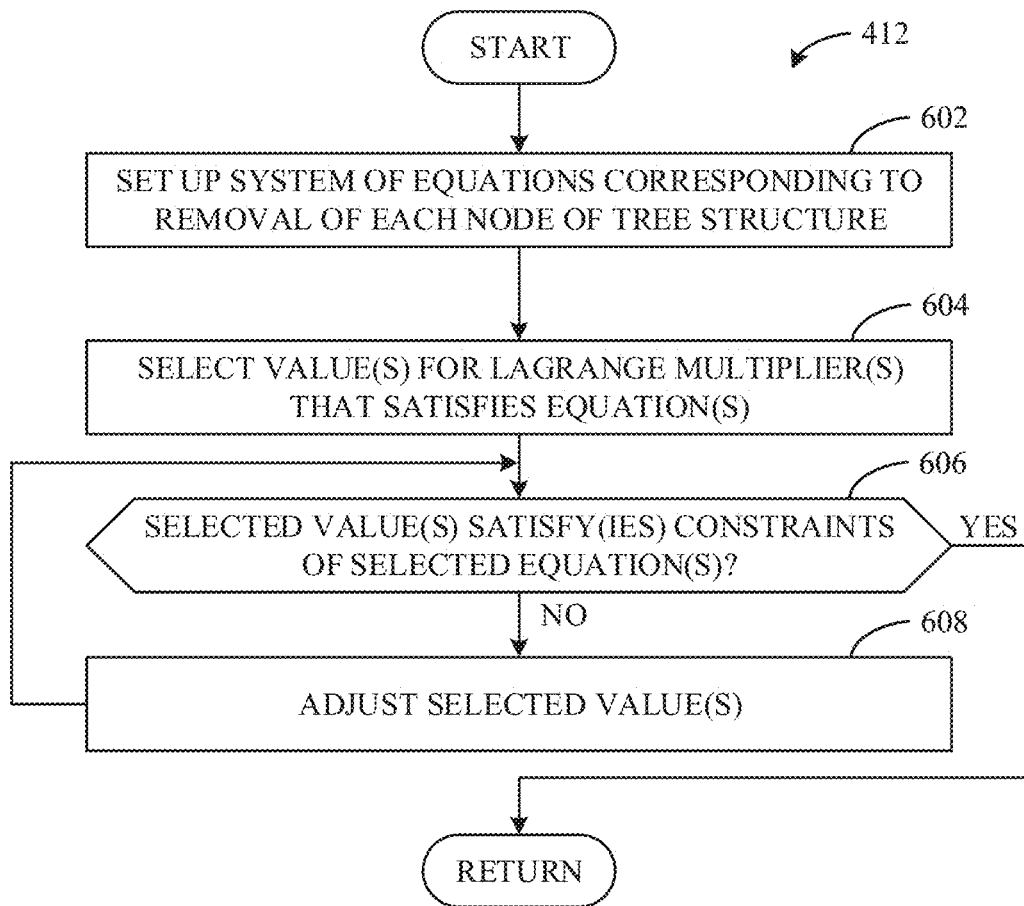 START
412
602
SET UP SYSTEM OF EQUATIONS CORRESPONDING TO
REMOVAL OF EACH NODE OF TREE STRUCTURE
604
SELECT VALUE(S) FOR LAGRANGE MULTIPLIER(S)
THAT SATISFIES EQUATION(S)
606
SELECTED VALUE(S) SATISFY(IES) CONSTRAINTS
OF SELECTED EQUATION(S)?
YES
NO
608
ADJUST SELECTED VALUE(S)
RETURN